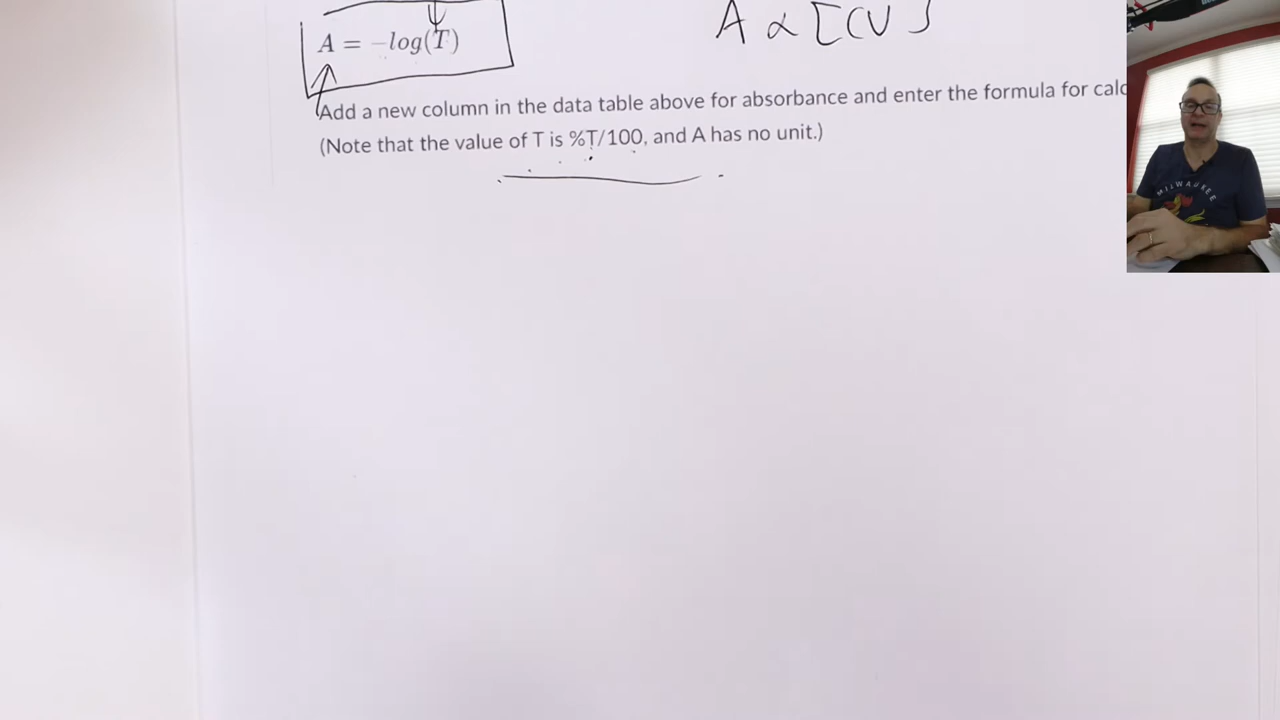 A = −log(T)
A ∝ [CV]
Add a new column in the data table above for absorbance and enter the formula for calc
(Note that the value of T is %T/100, and A has no unit.)
MILWAUKEE